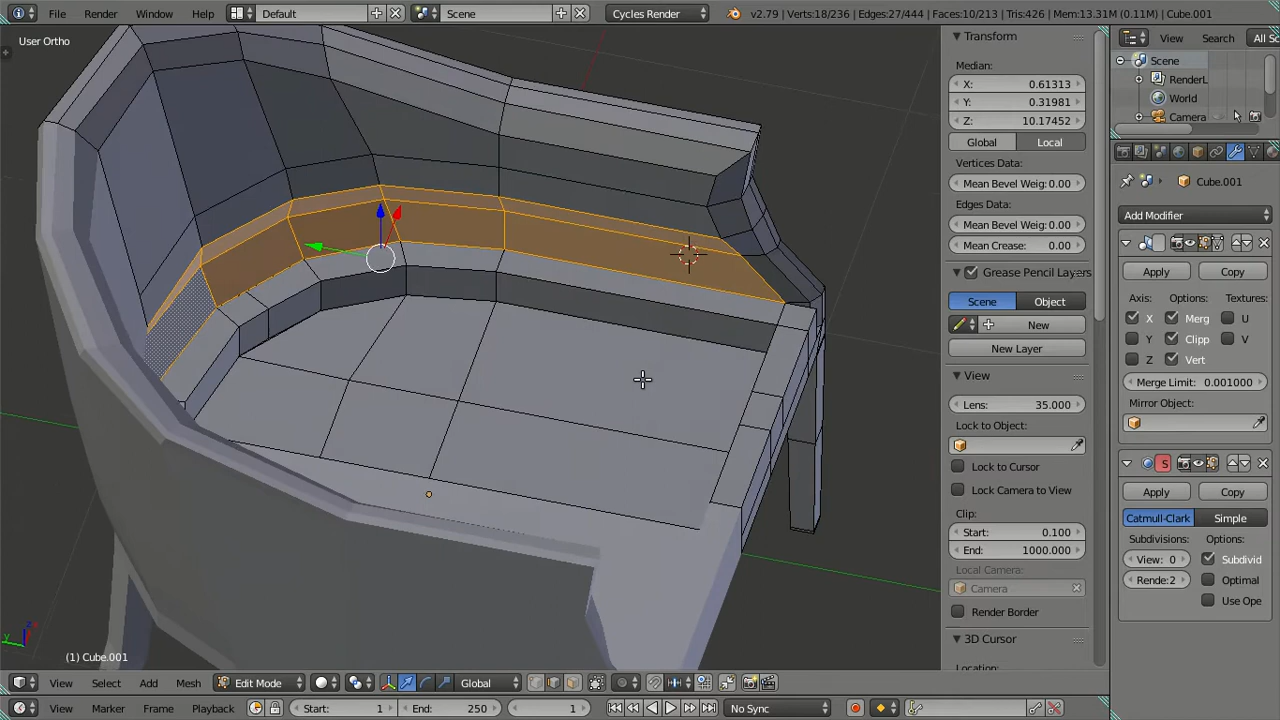 File Render Window Help Default Scene Cycles Render v2.79 | Verts:18/236 | Edges:27/444 | Faces:10/213 | Tris:426 | Mem:13.31M (0.11M) | Cube.001
User Ortho
Transform
Median:
X: 0.61313
Y: 0.31981
Z: 10.17452
Global Local
Vertices Data:
Mean Bevel Weig: 0.00
Edges Data:
Mean Bevel Weig: 0.00
Mean Crease: 0.00
Grease Pencil Layers
Scene Object
New
New Layer
View
Lens: 35.000
Lock to Object:
Lock to Cursor
Lock Camera to View
Clip:
Start: 0.100
End: 1000.000
Local Camera:
Camera
Render Border
3D Cursor
Location:
View Search All Sc
Scene
RenderL
World
Camera
Cube.001
Add Modifier
Apply Copy
Axis: Options: Textures:
X Merg U
Y Clipp V
Z Vert
Merge Limit: 0.001000
Mirror Object:
S
Apply Copy
Catmull-Clark Simple
Subdivisions: Options:
View: 0 Subdivid
Rende: 2 Optimal
Use Ope
z
y
(1) Cube.001
View Select Add Mesh Edit Mode Global
View Marker Frame Playback Start: 1 End: 250 1 No Sync